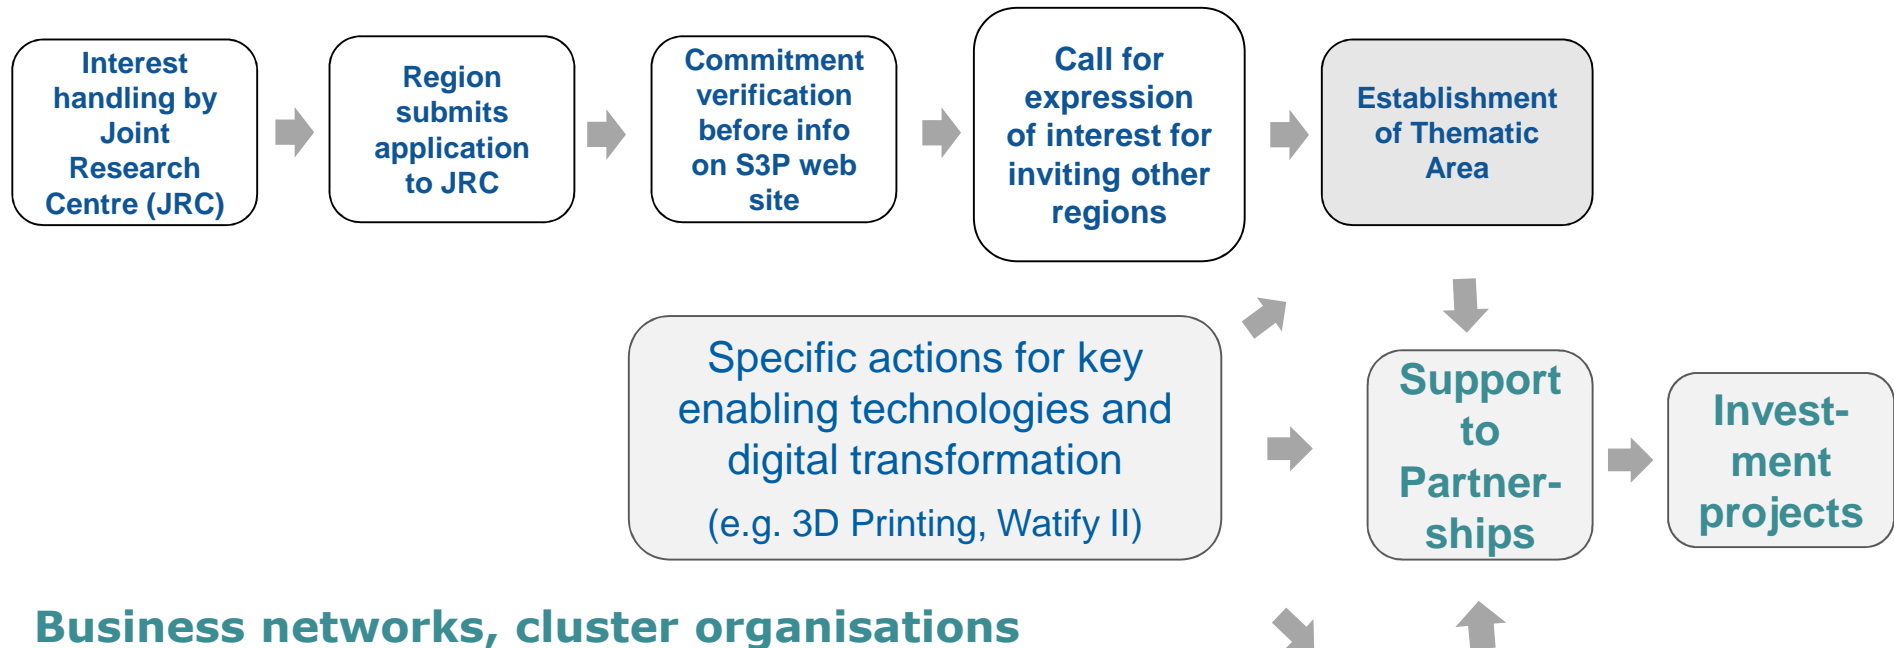 Interest
handling by
Joint
Research
Centre (JRC)
Region
submits
application
to JRC
Commitment
verification
before info
on S3P web
site
Call for
expression
of interest for
inviting other
regions
Establishment
of Thematic
Area
Specific actions for key
enabling technologies and
digital transformation
(e.g. 3D Printing, Watify II)
Support
to
Partner-
ships
Invest-
ment
projects
Business networks, cluster organisations